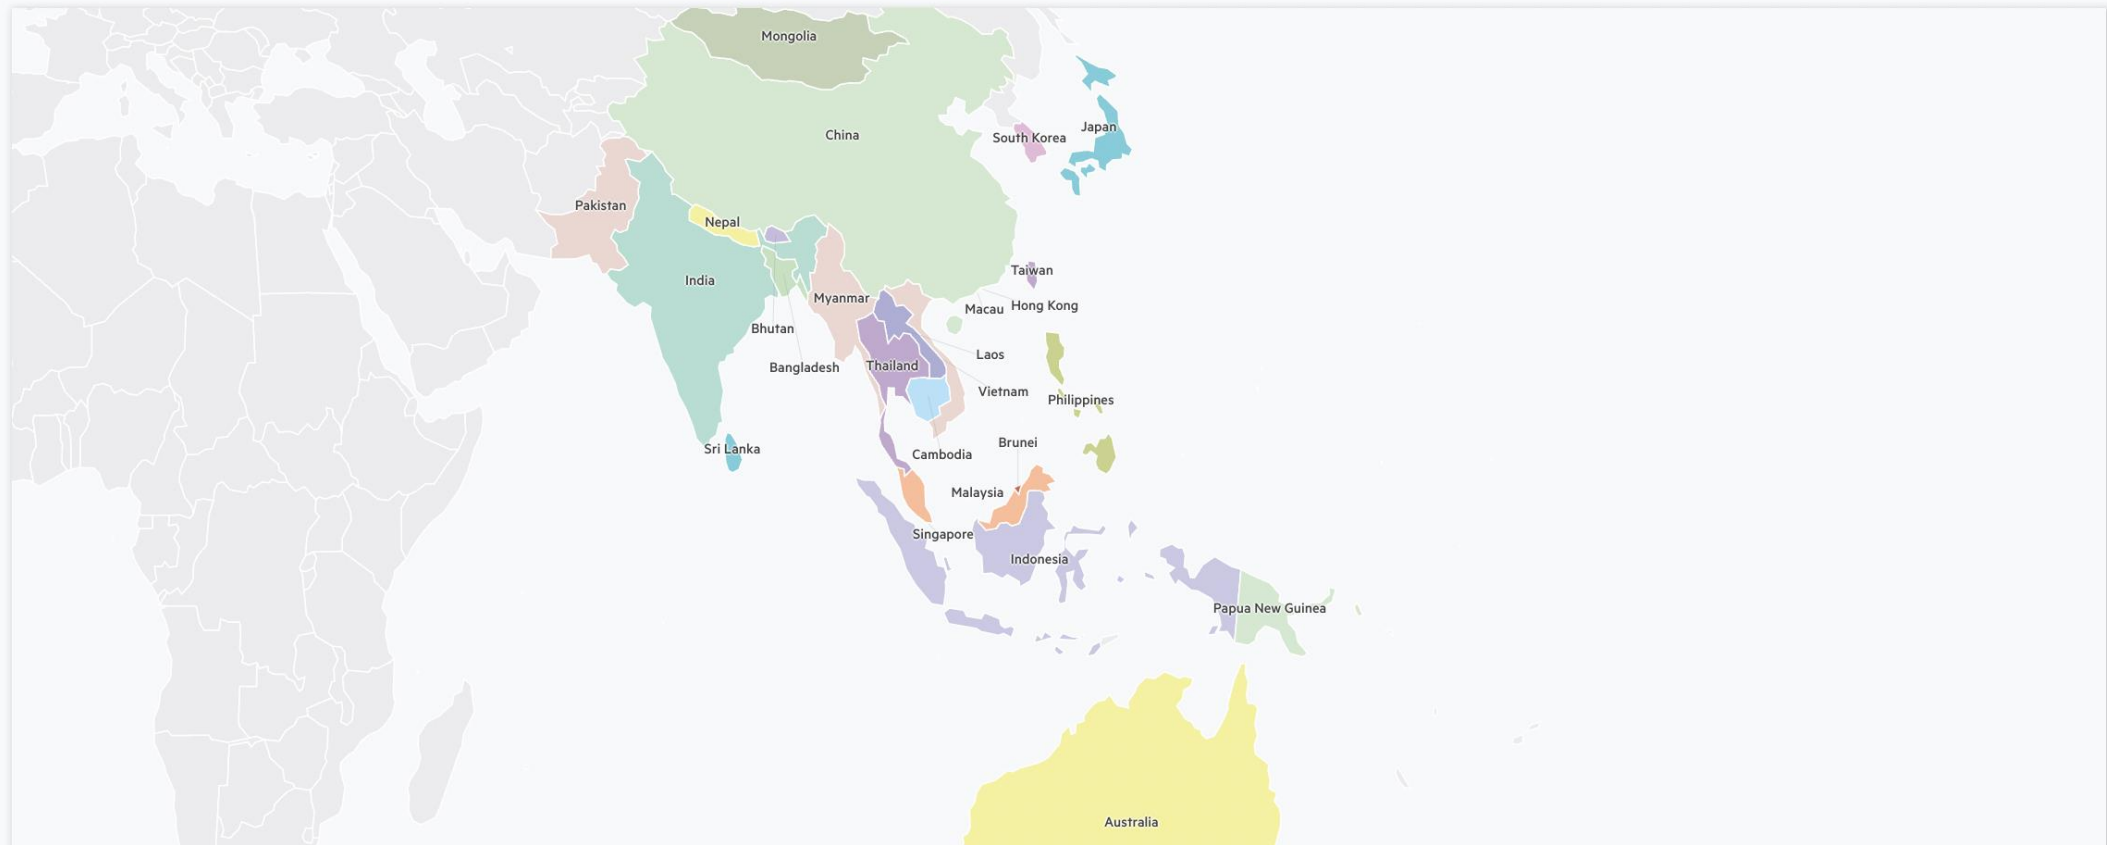 Mongolia
China
South Korea
Japan
Pakistan
Nepal
India
Taiwan
Myanmar
Macau
Hong Kong
Bhutan
Laos
Bangladesh
Thailand
Vietnam
Philippines
Sri Lanka
Cambodia
Brunei
Malaysia
Singapore
Indonesia
Papua New Guinea
Australia